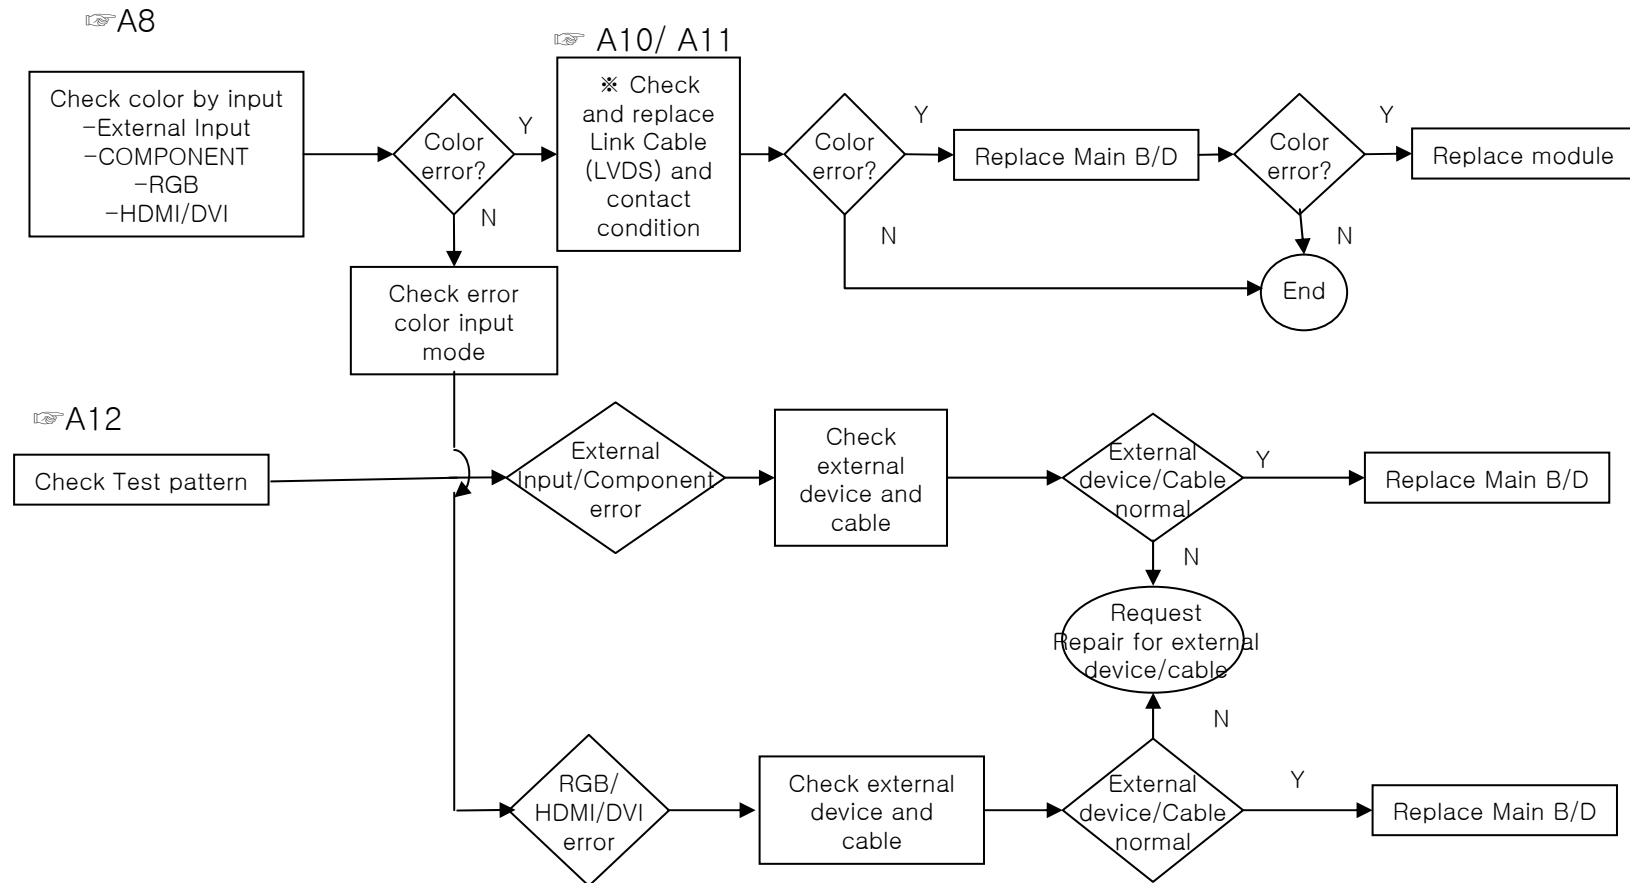 ☞A8
☞ A10/ A11
Check color by input
-External Input
-COMPONENT
-RGB
-HDMI/DVI
Color
error?
Y
N
※ Check
and replace
Link Cable
(LVDS) and
contact
condition
Color
error?
Y
N
Replace Main B/D
Color
error?
Y
N
Replace module
End
Check error
color input
mode
☞A12
Check Test pattern
External
Input/Component
error
Check
external
device and
cable
External
device/Cable
normal
Y
N
Replace Main B/D
Request
Repair for external
device/cable
N
RGB/
HDMI/DVI
error
Check external
device and
cable
External
device/Cable
normal
Y
Replace Main B/D